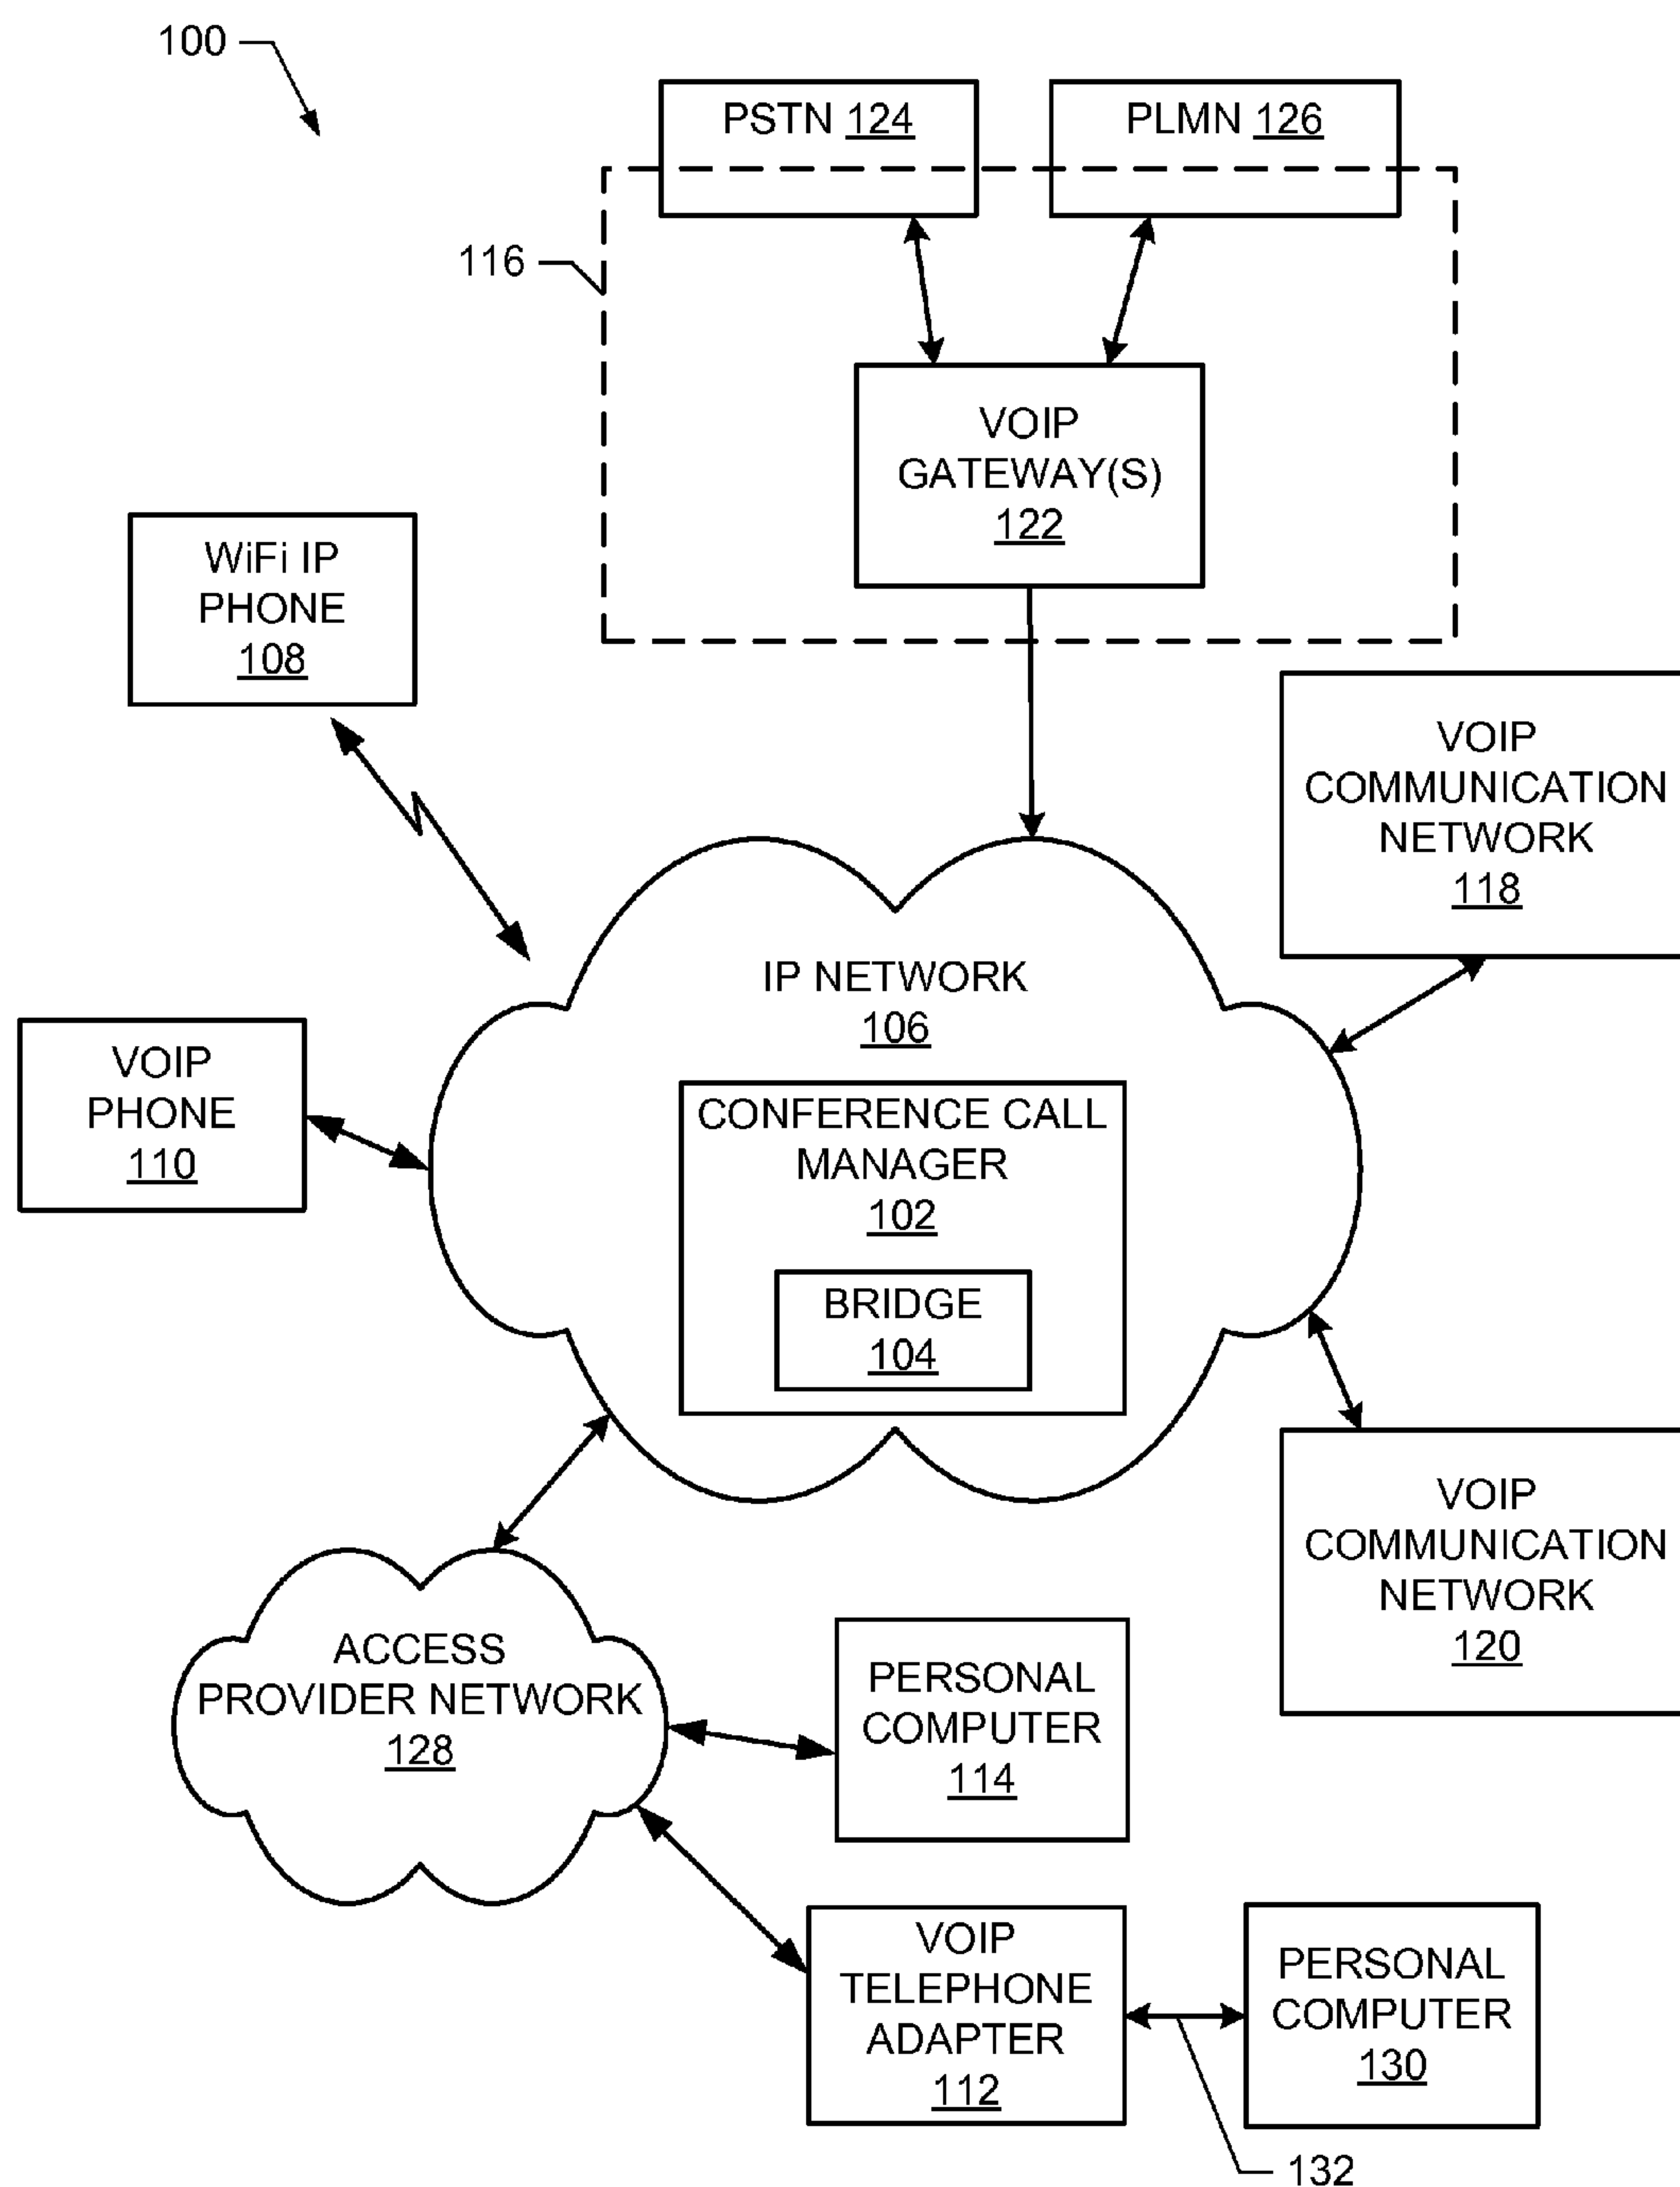 100
PSTN 124
PLMN 126
116
VOIP
GATEWAY(S)
122
WiFi IP
PHONE
108
VOIP
COMMUNICATION
NETWORK
118
IP NETWORK
106
VOIP
PHONE
110
CONFERENCE CALL
MANAGER
102
BRIDGE
104
VOIP
COMMUNICATION
NETWORK
120
ACCESS
PROVIDER NETWORK
128
PERSONAL
COMPUTER
114
VOIP
TELEPHONE
ADAPTER
112
PERSONAL
COMPUTER
130
132